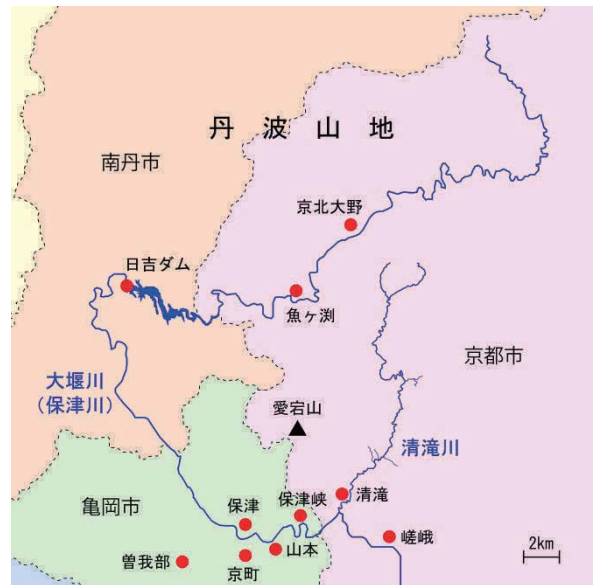 丹波山地
南丹市
京北大野
日吉ダム
魚ヶ渕
京都市
大堰川
(保津川)
愛宕山
清滝川
清滝
保津峡
保津
亀岡市
嵯峨
山本
曽我部
京町
2km